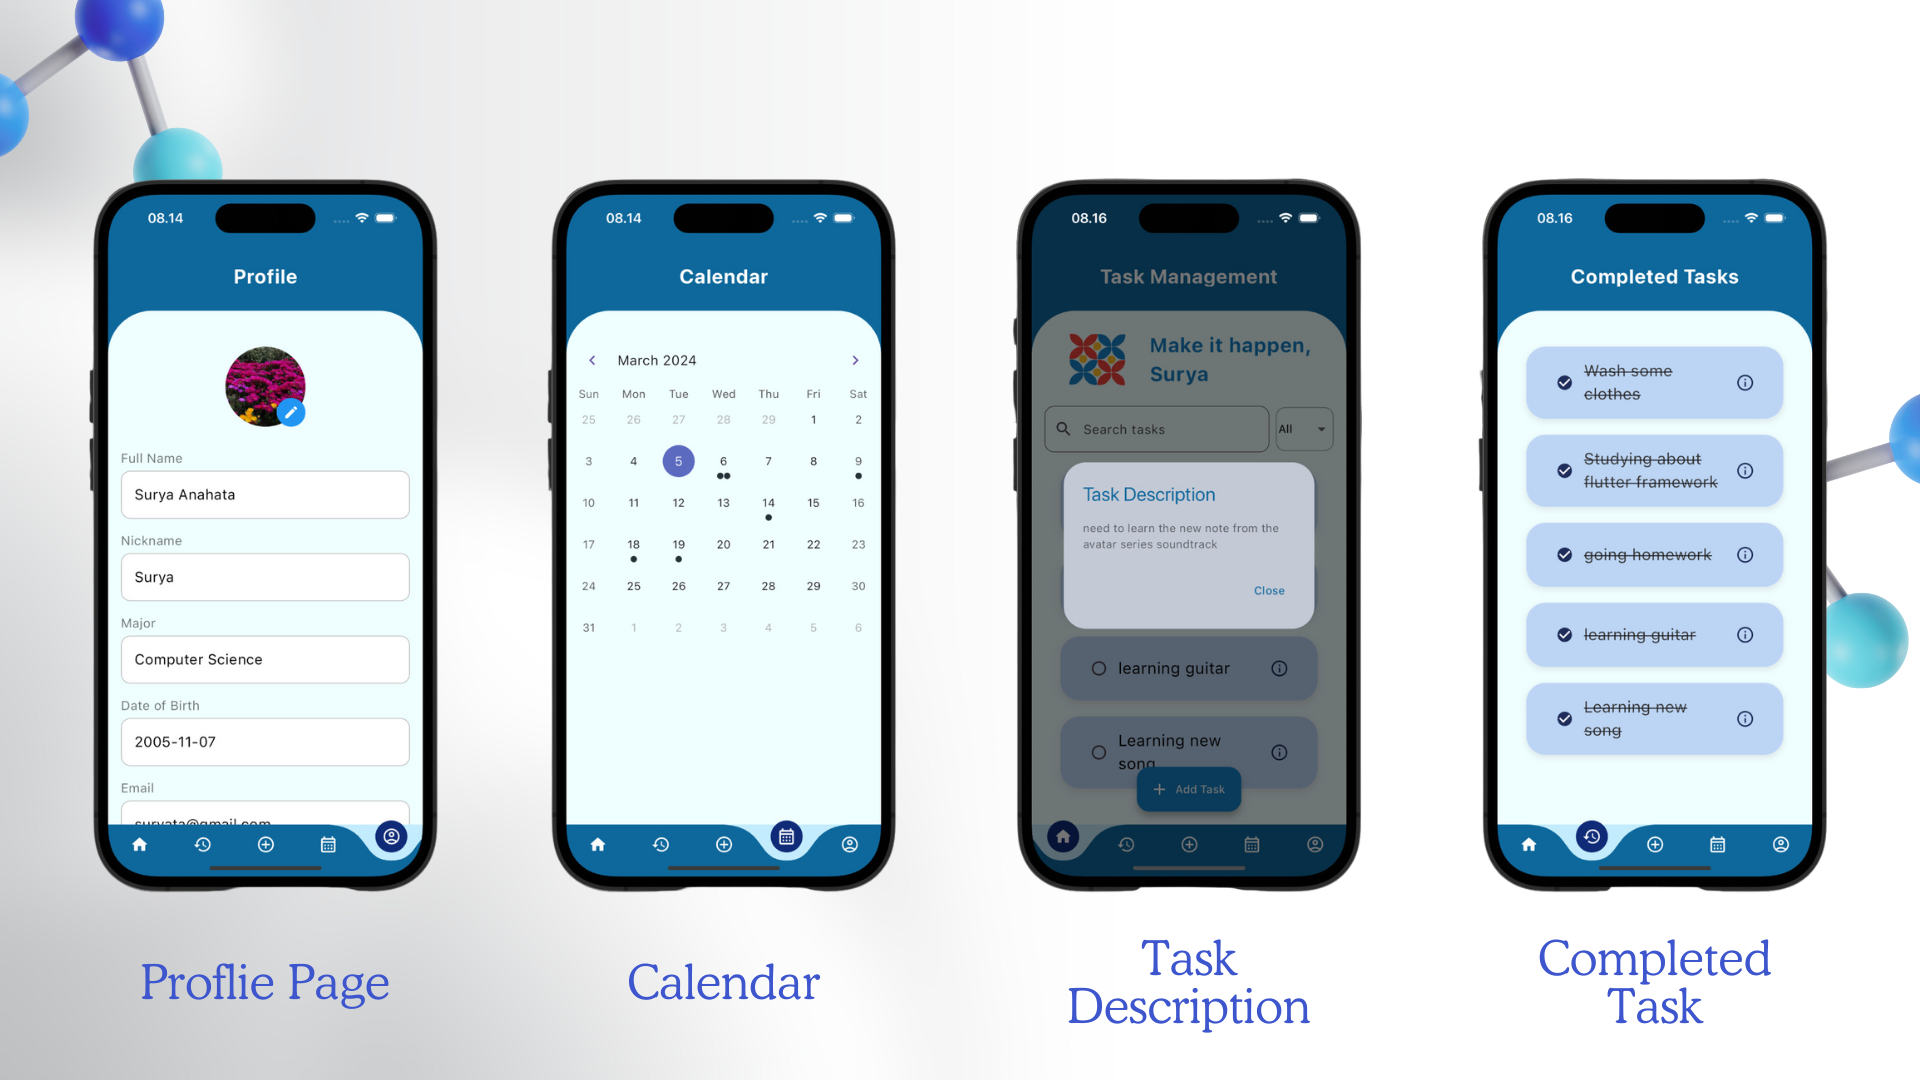 08.14
Profile
Full Name
Surya Anahata
Nickname
Surya
Major
Computer Science
Date of Birth
2005-11-07
Email
suryata@gmail.com
Proflie Page
08.14
Calendar
March 2024
Sun Mon Tue Wed Thu Fri Sat
25 26 27 28 29 1 2
3 4 5 6 7 8 9
10 11 12 13 14 15 16
17 18 19 20 21 22 23
24 25 26 27 28 29 30
31 1 2 3 4 5 6
Calendar
08.16
Task Management
Make it happen,
Surya
Search tasks
All
Task Description
need to learn the new note from the
avatar series soundtrack
Close
learning guitar
Learning new
song
Add Task
Task
Description
08.16
Completed Tasks
Wash some
clothes
Studying about
flutter framework
going homework
learning guitar
Learning new
song
Completed
Task